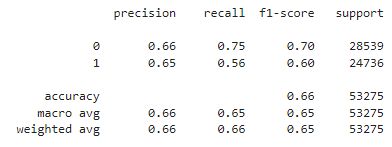 precision recall f1-score support
0 0.66 0.75 0.70 28539
1 0.65 0.56 0.60 24736
accuracy 0.66 53275
macro avg 0.66 0.65 0.65 53275
weighted avg 0.66 0.66 0.65 53275